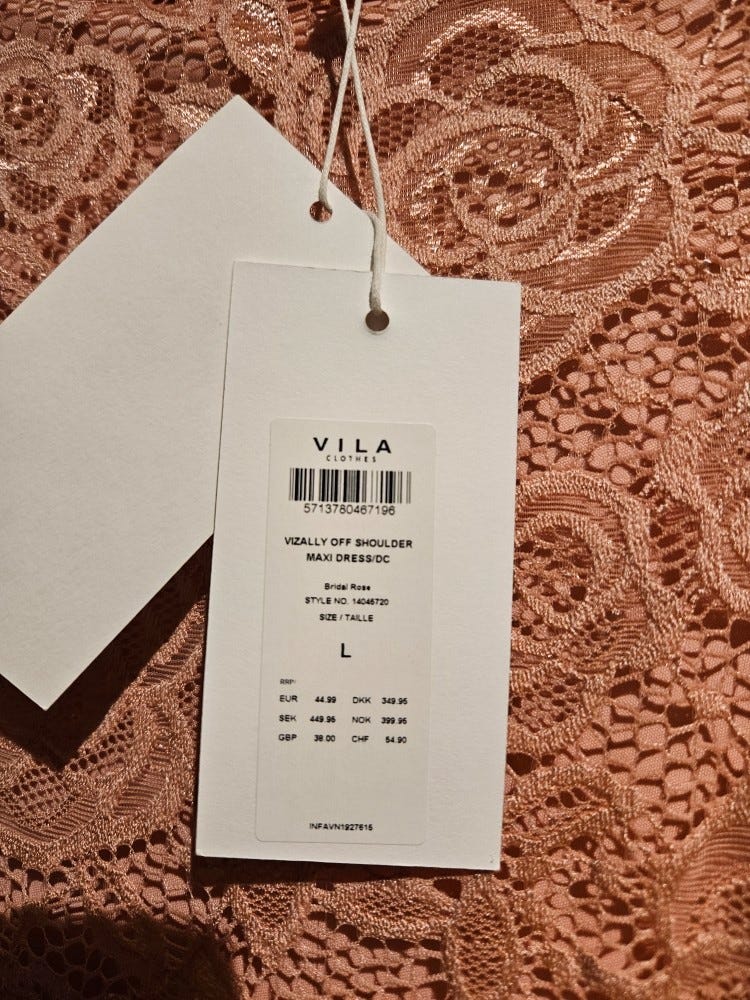 VILA
CLOTHES
5713780467196
VIZALLY OFF SHOULDER
MAXI DRESS/DC
Bridal Rose
STYLE NO. 14046720
SIZE / TAILLE
L
RRP:
EUR 44.99 DKK 349.95
SEK 449.95 NOK 399.95
GBP 38.00 CHF 54.90
INFAVN1927615